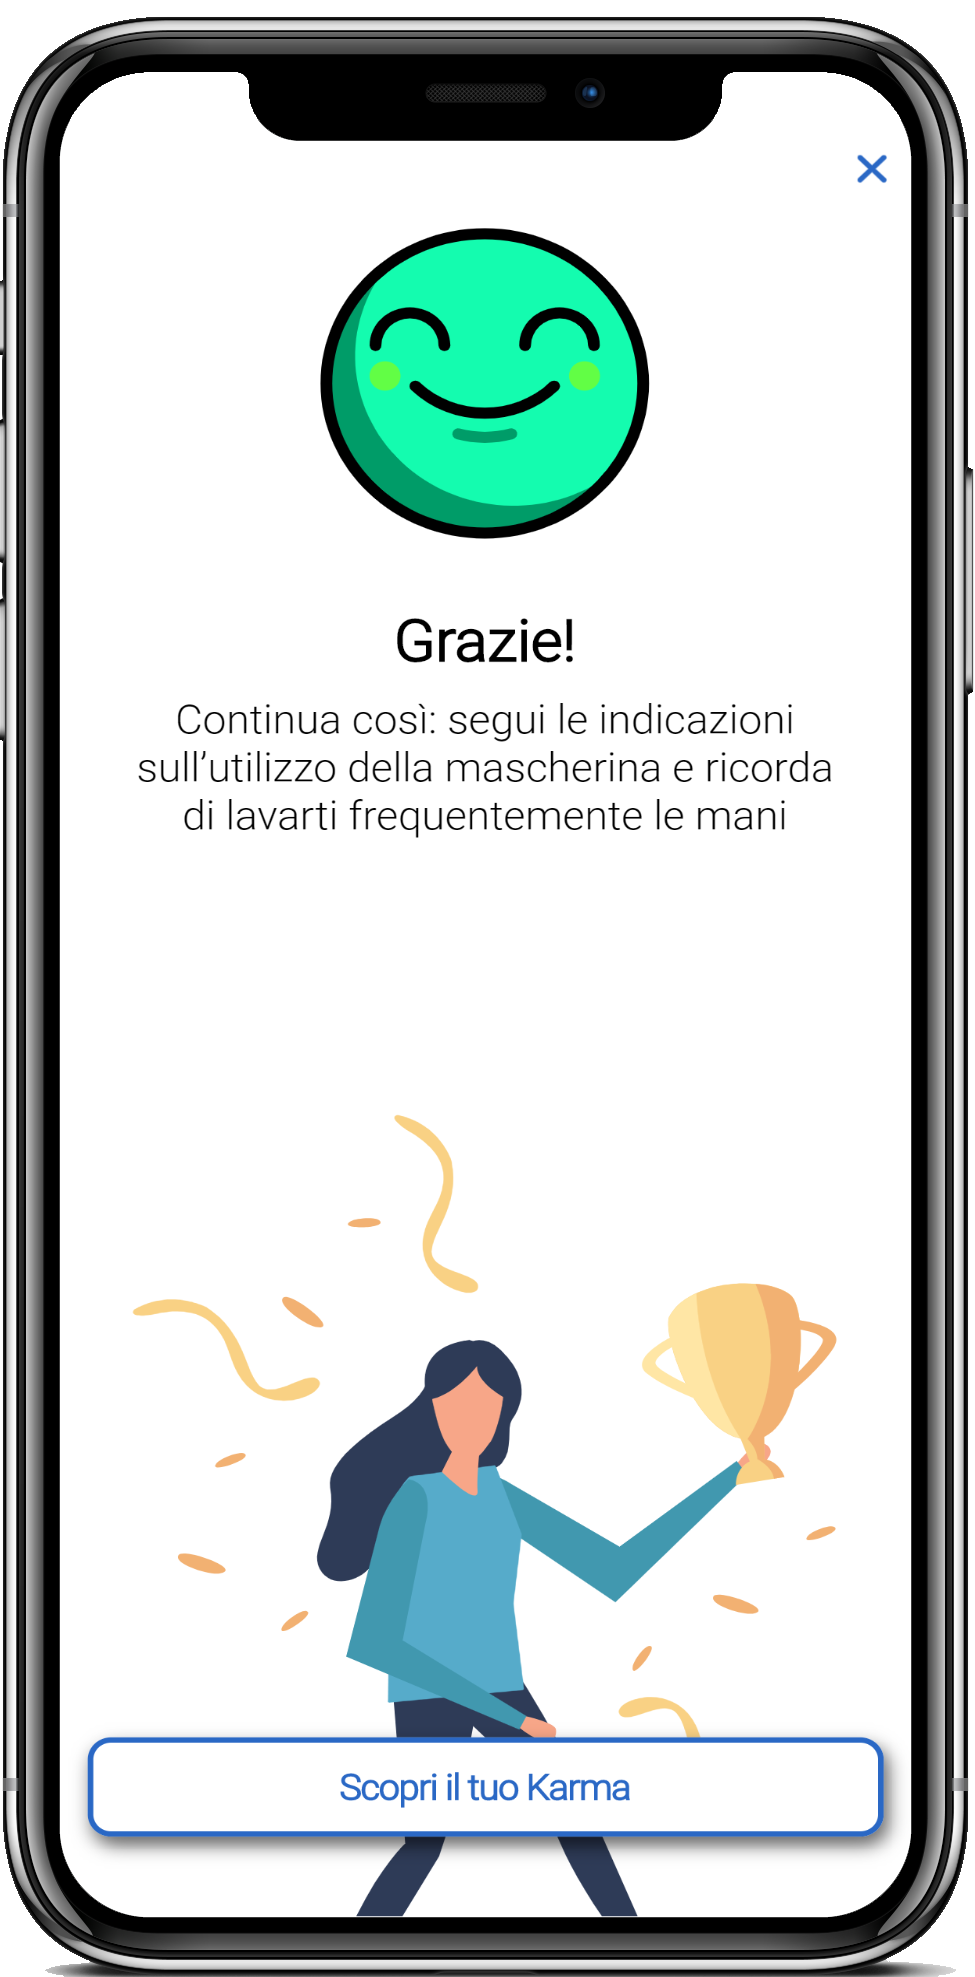 Grazie!
Continua così: segui le indicazioni
sull’utilizzo della mascherina e ricorda
di lavarti frequentemente le mani
Scopri il tuo Karma